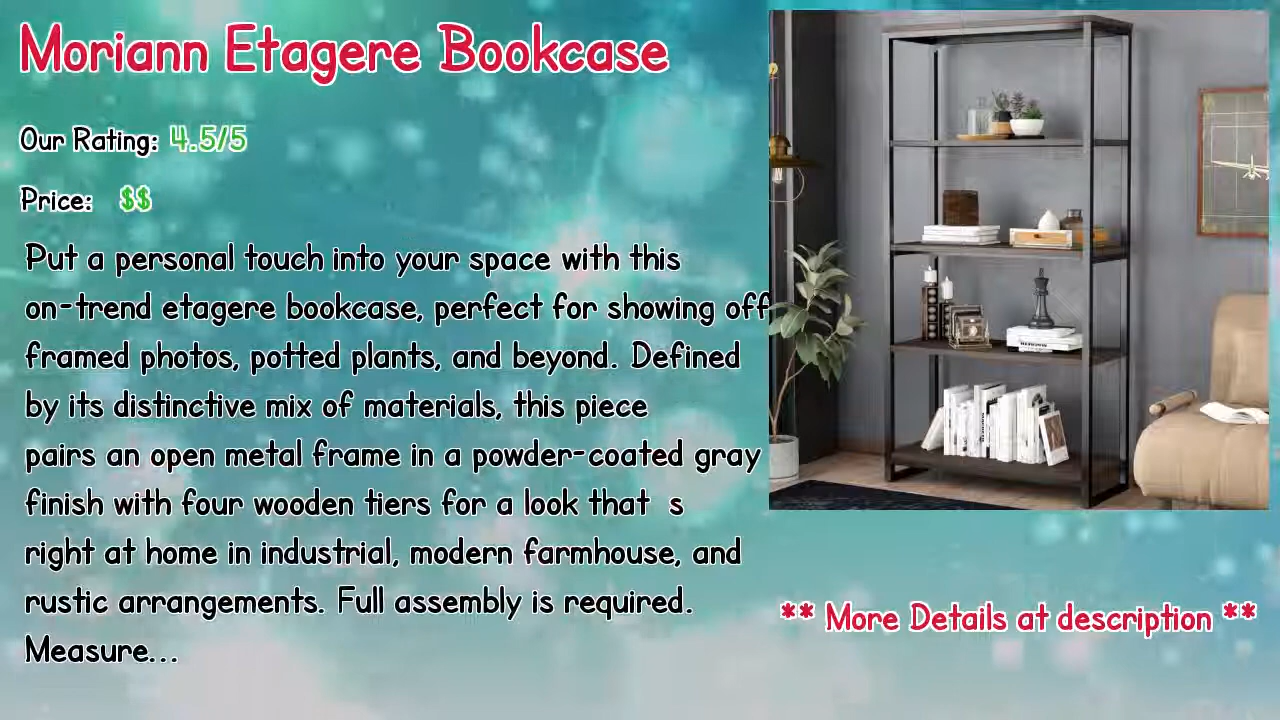 Moriann Etagere Bookcase
Our Rating: 4.5/5
Price: $$
Put a personal touch into your space with this
on-trend etagere bookcase, perfect for showing off
framed photos, potted plants, and beyond. Defined
by its distinctive mix of materials, this piece
pairs an open metal frame in a powder-coated gray
finish with four wooden tiers for a look that s
right at home in industrial, modern farmhouse, and
rustic arrangements. Full assembly is required.
Measure...
** More Details at description **